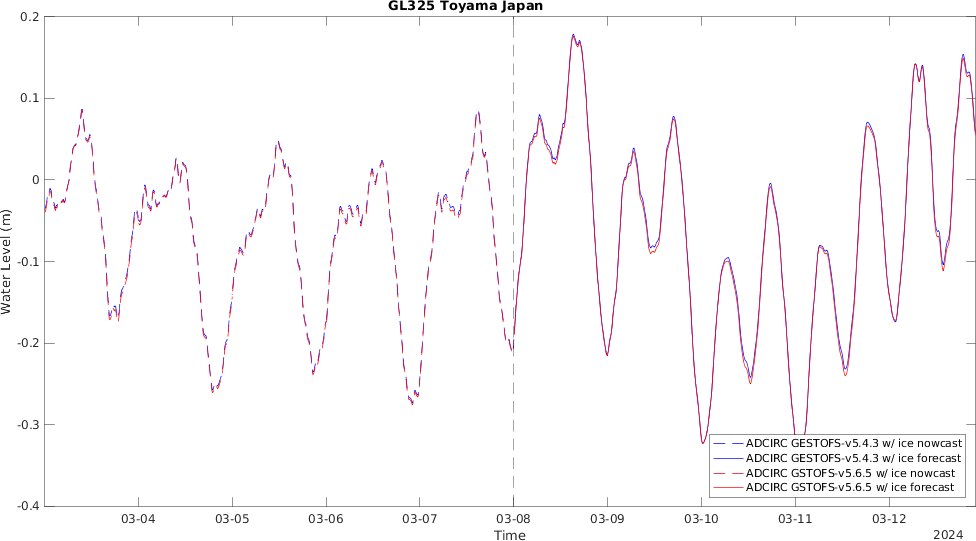 GL325 Toyama Japan
0.2
0.1
0
-0.1
-0.2
-0.3
-0.4
Water Level (m)
ADCIRC GESTOFS-v5.4.3 w/ ice nowcast
ADCIRC GESTOFS-v5.4.3 w/ ice forecast
ADCIRC GSTOFS-v5.6.5 w/ ice nowcast
ADCIRC GSTOFS-v5.6.5 w/ ice forecast
03-04 03-05 03-06 03-07 03-08 03-09 03-10 03-11 03-12
Time
2024